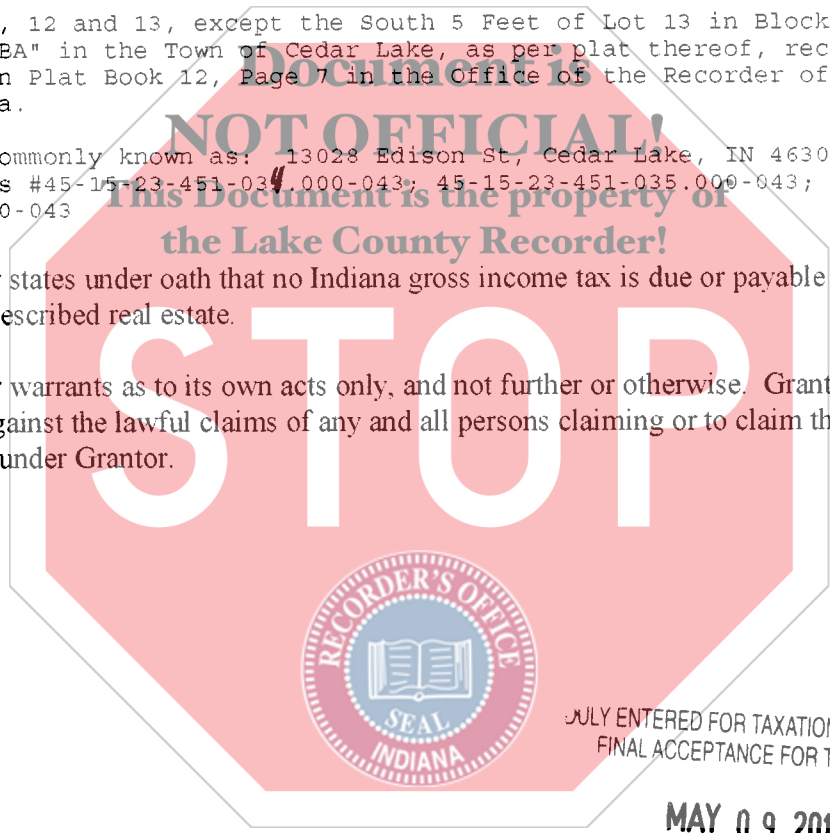 , 12 and 13, except the South 5 Feet of Lot 13 in Block
BA" in the Town of Cedar Lake, as per plat thereof, rec
n Plat Book 12, Page 7 in the Office of the Recorder of
a.
Document is
NOT OFFICIAL!
This Document is the property of
the Lake County Recorder!
ommonly known as: 13028 Edison St, Cedar Lake, IN 4630
s #45-15-23-451-034.000-043; 45-15-23-451-035.000-043;
0-043
r states under oath that no Indiana gross income tax is due or payable
escribed real estate.
r warrants as to its own acts only, and not further or otherwise. Grant
gainst the lawful claims of any and all persons claiming or to claim th
under Grantor.
STOP
RECORDER'S OFFICE
SEAL
INDIANA
DULY ENTERED FOR TAXATION
FINAL ACCEPTANCE FOR T
MAY 09 201